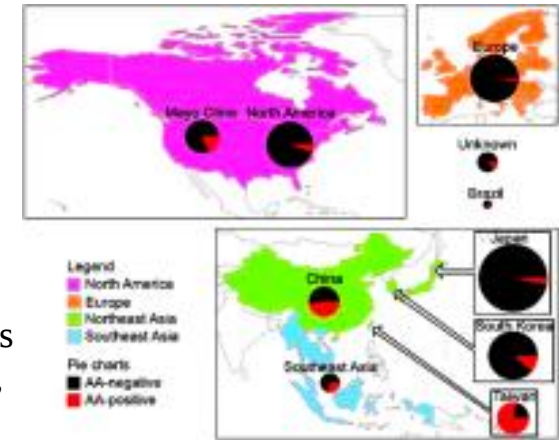 Mayo Clinic North America
Europe
Unknown
Brazil
Japan
China
South Korea
Southeast Asia
Taiwan
s
,
Legend
North America
Europe
Northeast Asia
Southeast Asia
Pie charts
AA-negative
AA-positive